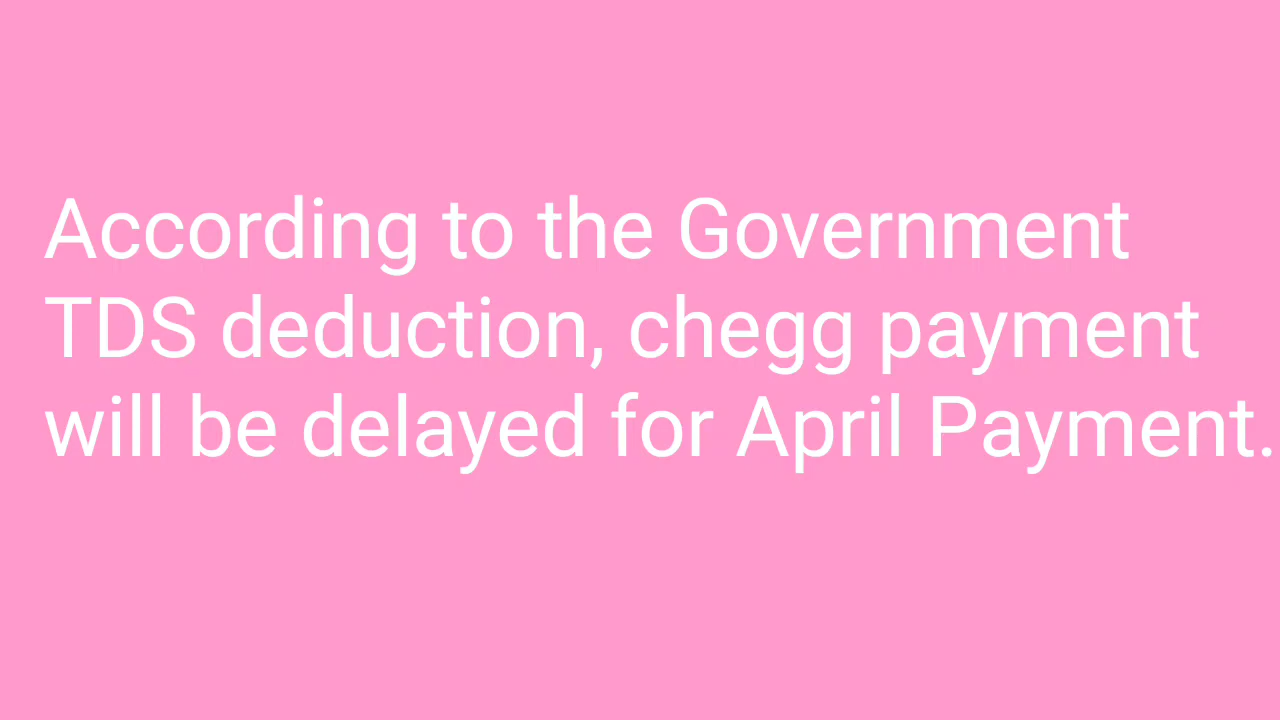 According to the Government
TDS deduction, chegg payment
will be delayed for April Payment.